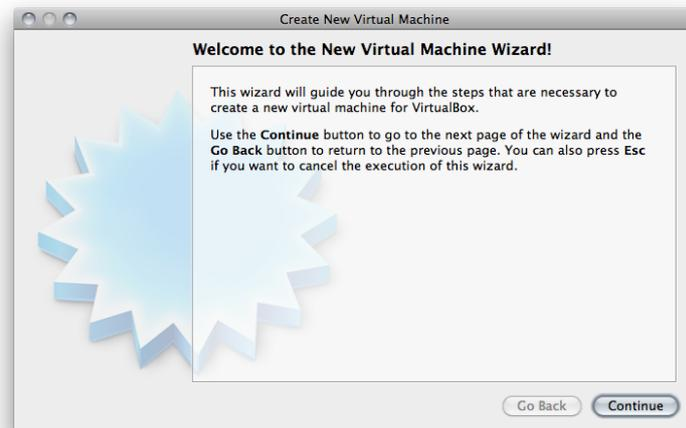 Create New Virtual Machine
Welcome to the New Virtual Machine Wizard!
This wizard will guide you through the steps that are necessary to
create a new virtual machine for VirtualBox.
Use the Continue button to go to the next page of the wizard and the
Go Back button to return to the previous page. You can also press Esc
if you want to cancel the execution of this wizard.
Go Back
Continue